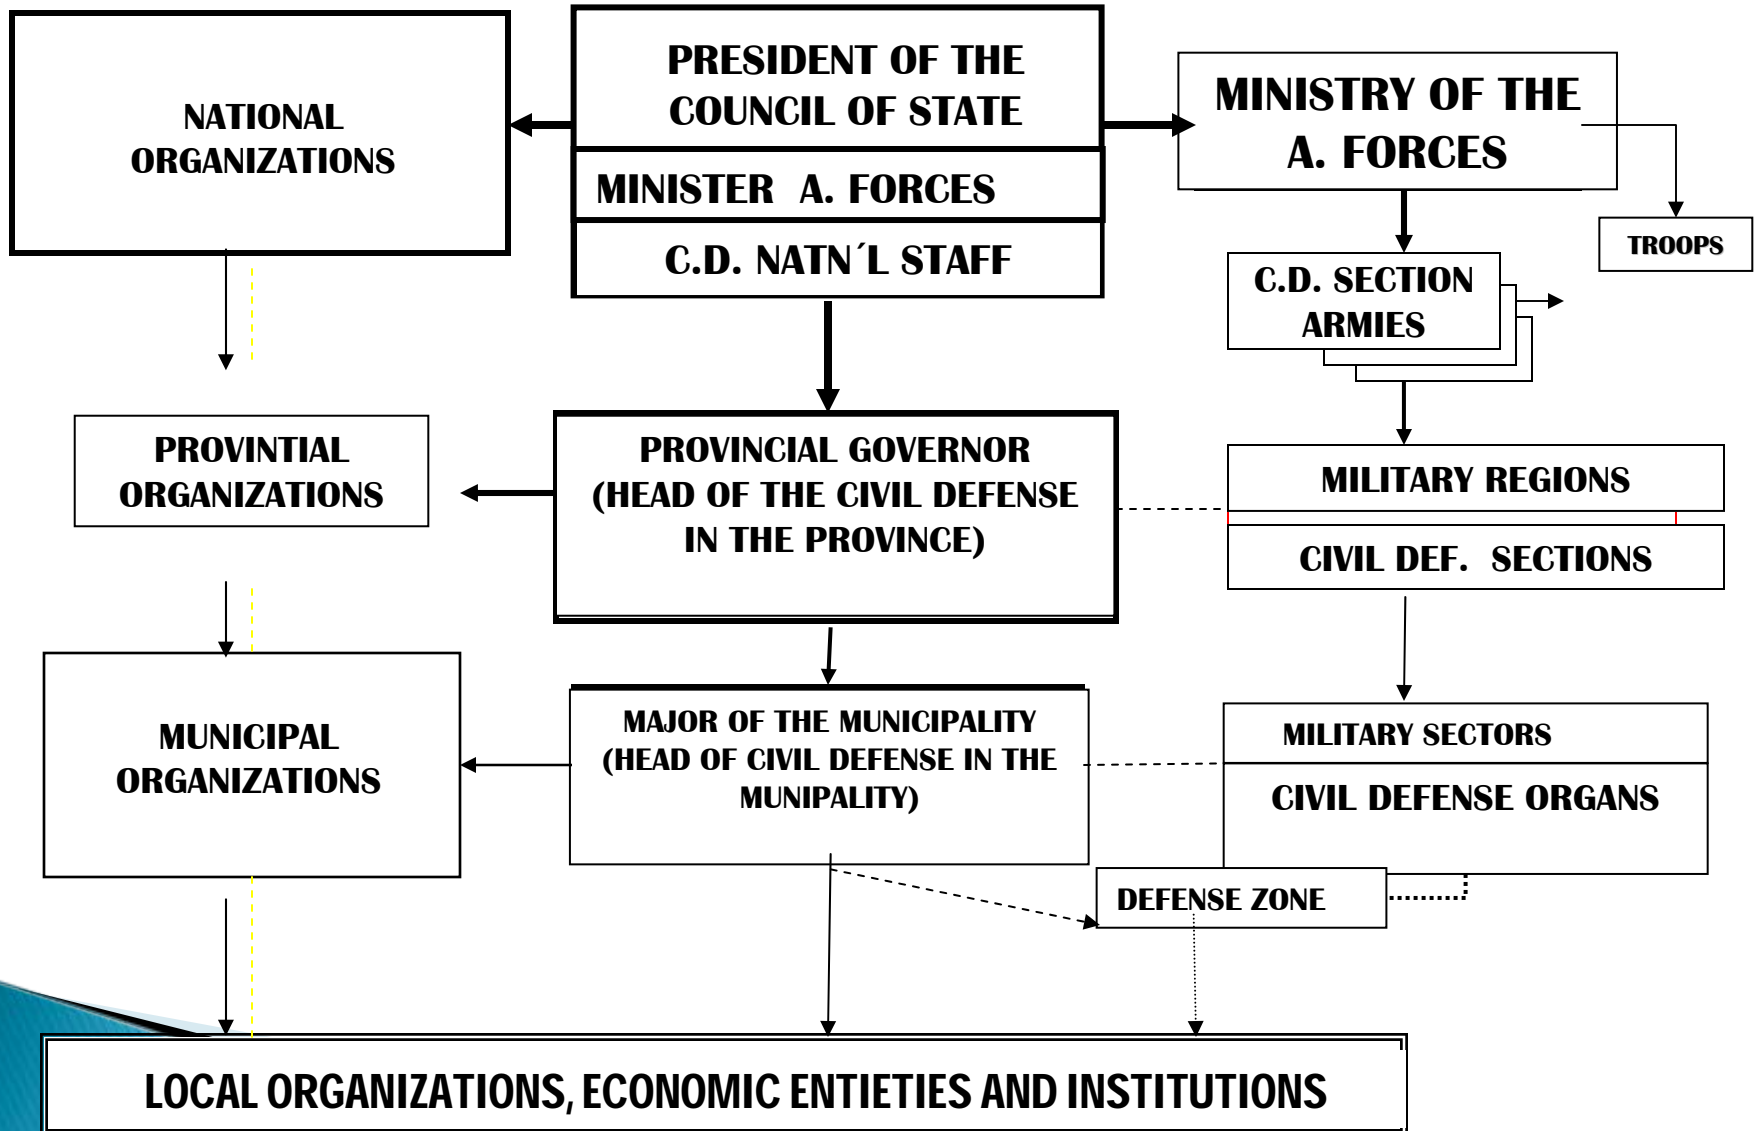 NATIONAL
ORGANIZATIONS
PRESIDENT OF THE
COUNCIL OF STATE
MINISTER A. FORCES
C.D. NATN´L STAFF
MINISTRY OF THE
A. FORCES
TROOPS
C.D. SECTION
ARMIES
PROVINTIAL
ORGANIZATIONS
PROVINCIAL GOVERNOR
(HEAD OF THE CIVIL DEFENSE
IN THE PROVINCE)
MILITARY REGIONS
CIVIL DEF. SECTIONS
MUNICIPAL
ORGANIZATIONS
MAJOR OF THE MUNICIPALITY
(HEAD OF CIVIL DEFENSE IN THE
MUNIPALITY)
MILITARY SECTORS
CIVIL DEFENSE ORGANS
DEFENSE ZONE
LOCAL ORGANIZATIONS, ECONOMIC ENTIETIES AND INSTITUTIONS